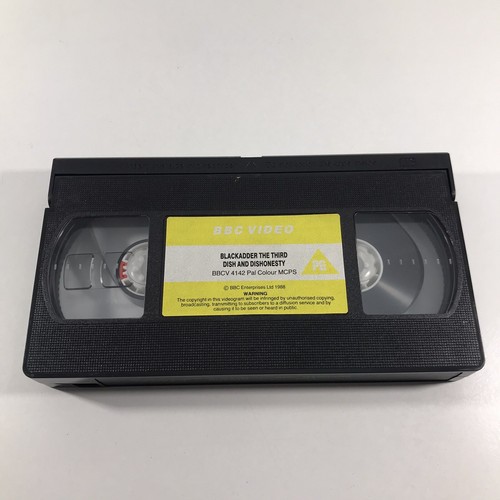 BBC VIDEO
BLACKADDER THE THIRD
DISH AND DISHONESTY
BBCV 4142 Pal Colour MCPS
PG
© BBC Enterprises Ltd 1988
WARNING
The copyright in this videogram will be infringed by unauthorised copying,
broadcasting, transmitting to subscribers to a diffusion service and by
causing it to be seen or heard in public.